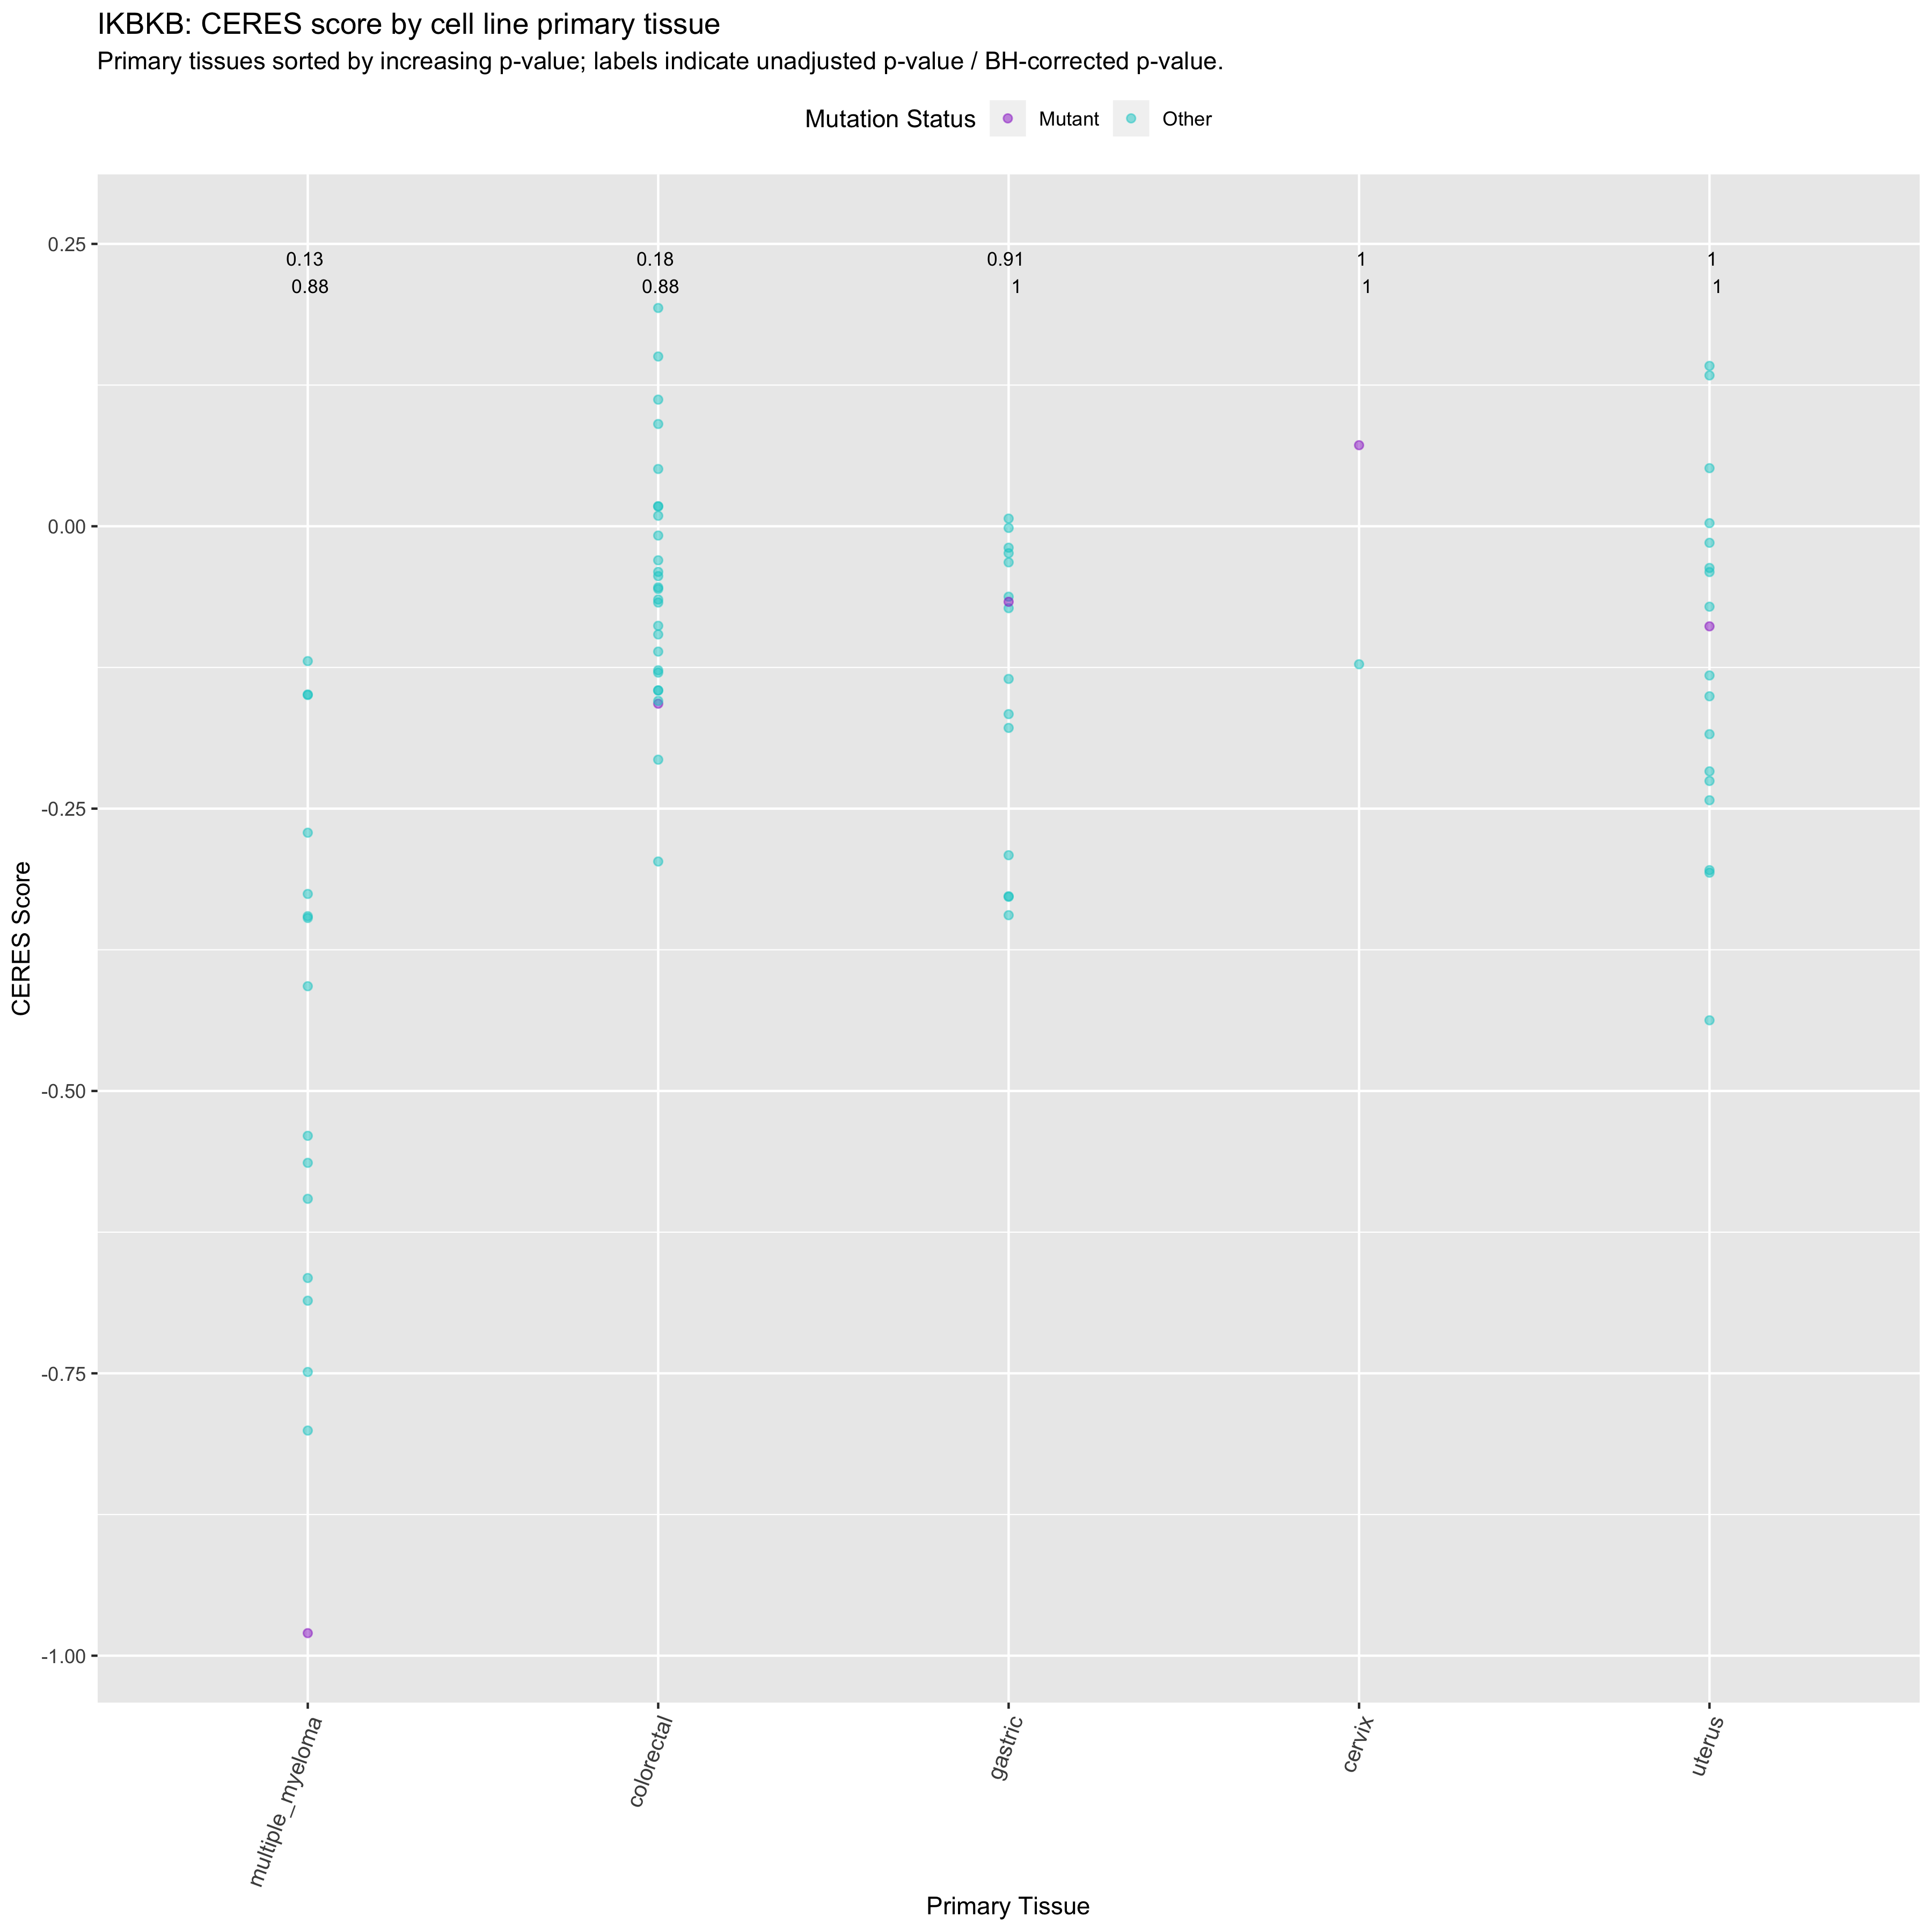 IKBKB: CERES score by cell line primary tissue
Primary tissues sorted by increasing p-value; labels indicate unadjusted p-value / BH-corrected p-value.
Mutation Status Mutant Other
0.25
0.13 0.18 0.91 1 1
0.88 0.88 1 1 1
0.00
-0.25
CERES Score
-0.50
-0.75
-1.00
multiple_myeloma colorectal gastric cervix uterus
Primary Tissue